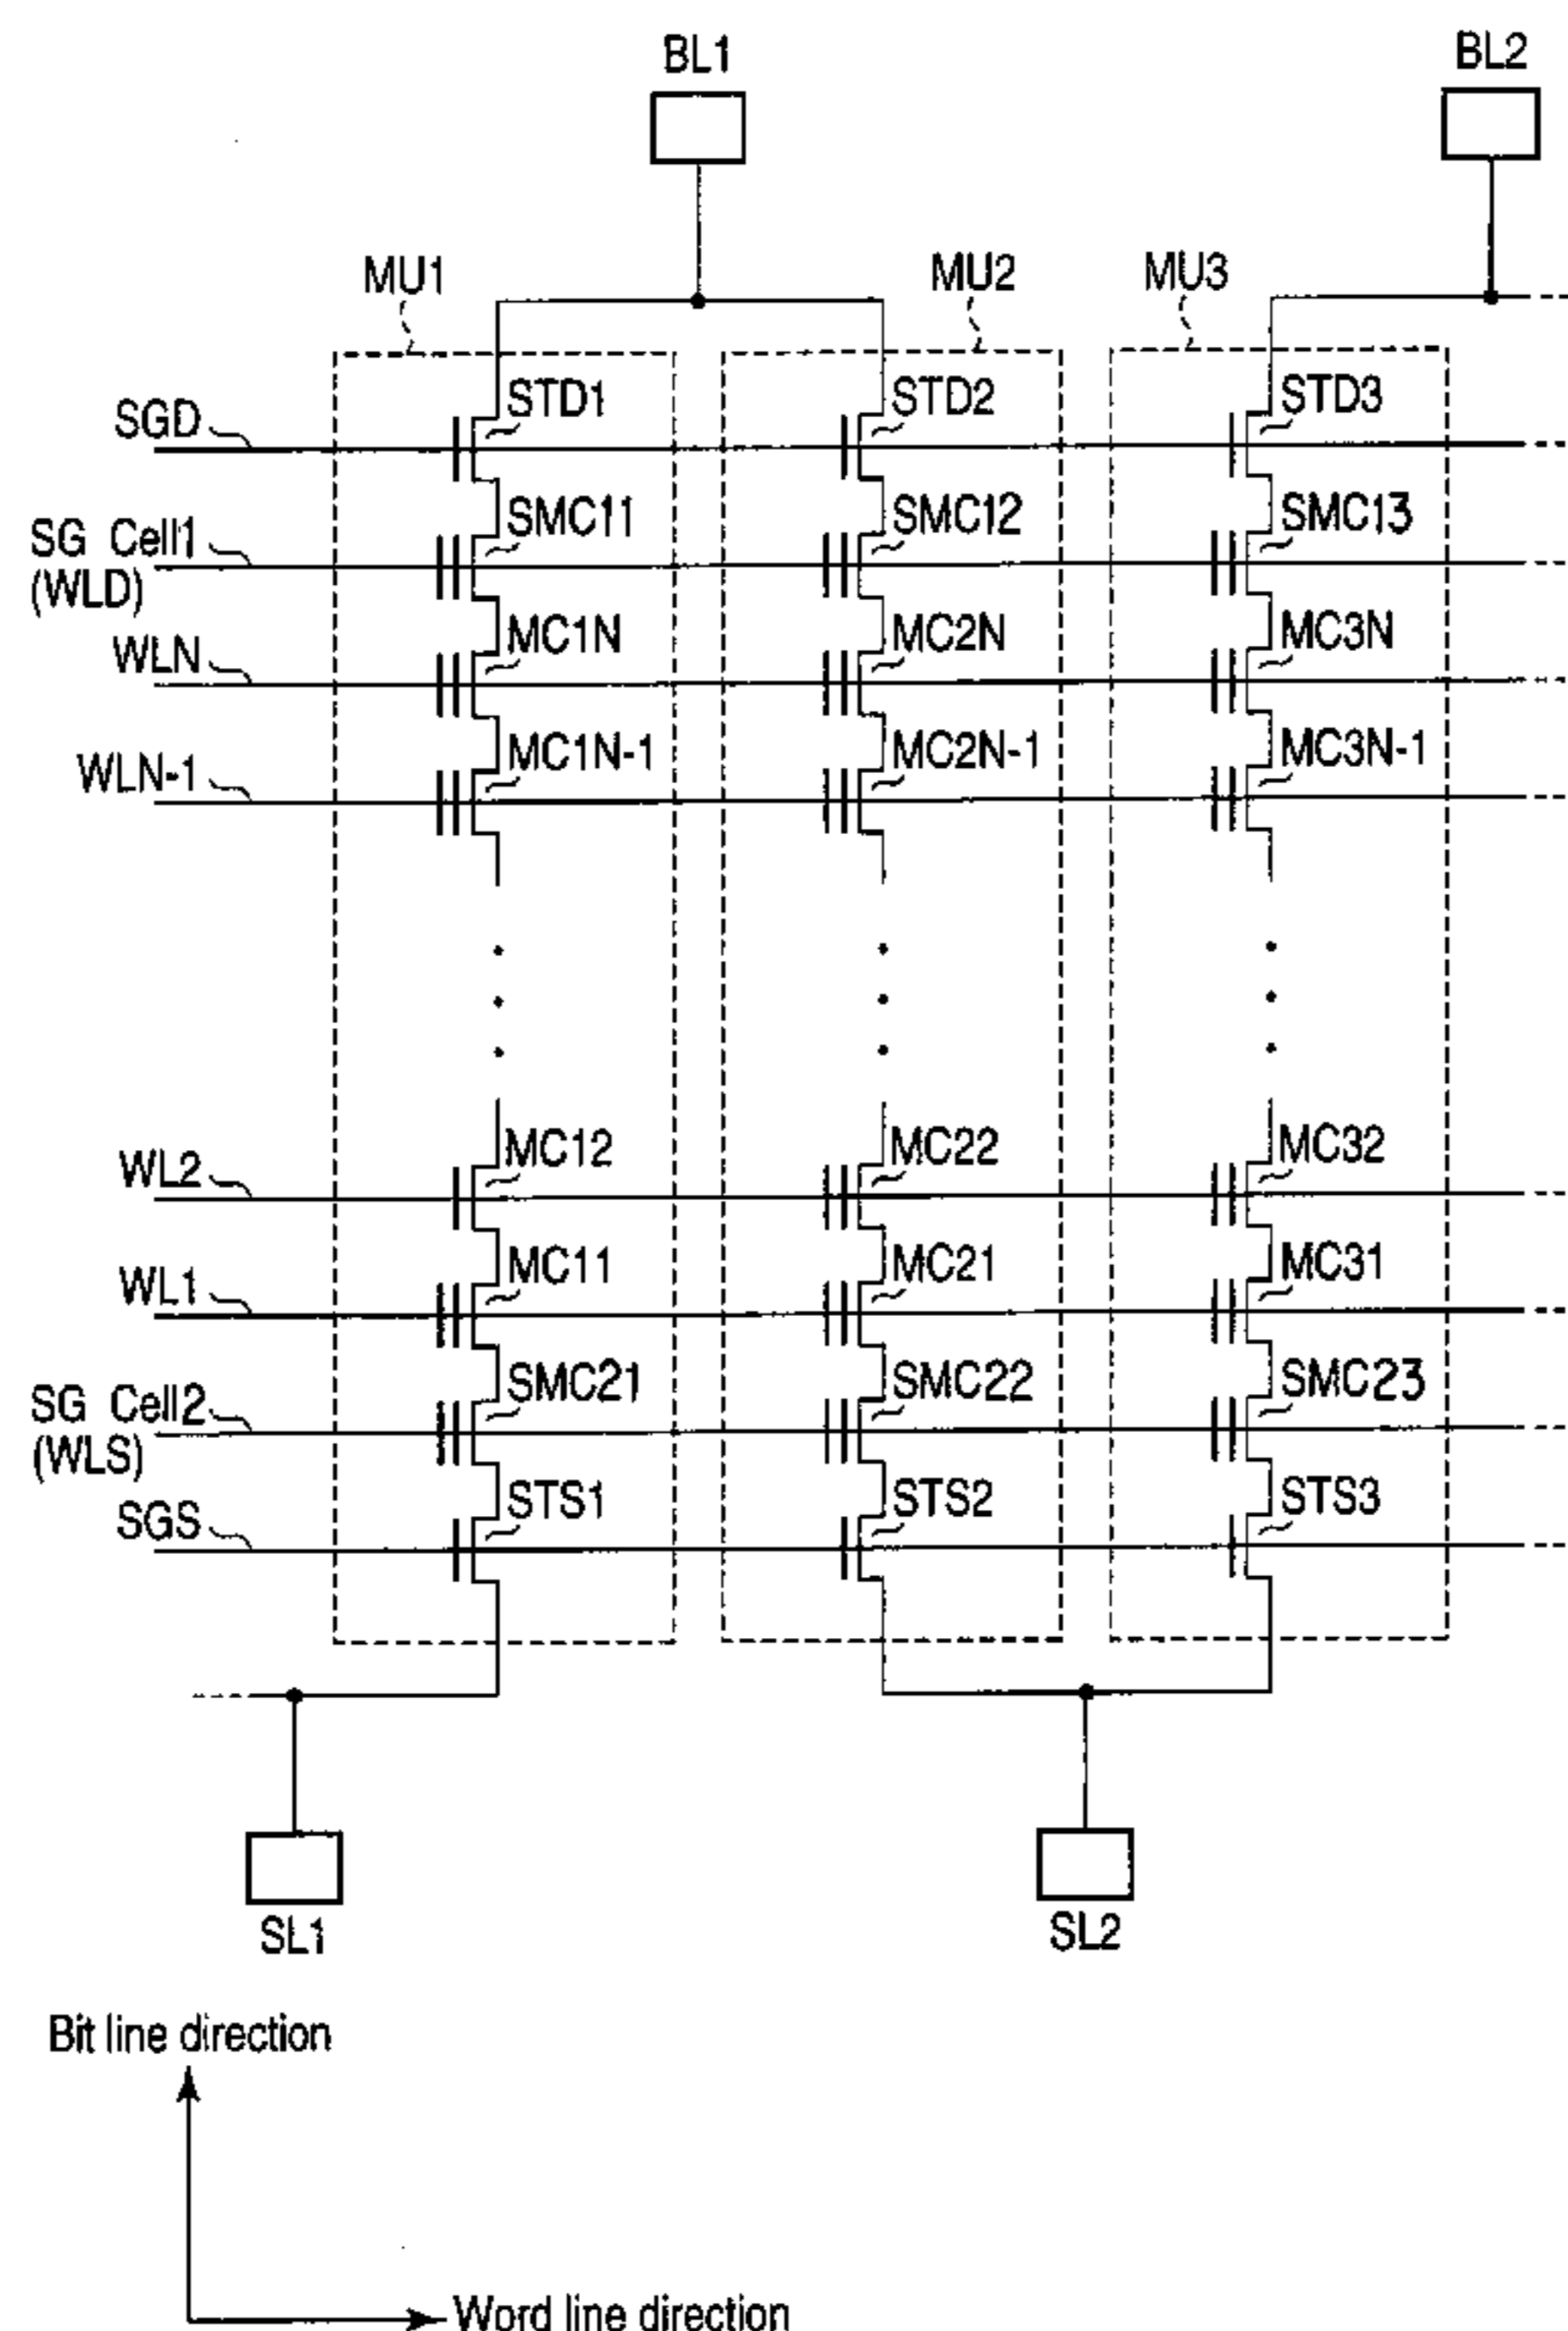 BL1
BL2
MU1
MU2
MU3
SGD
STD1
STD2
STD3
SG Cell1
(WLD)
SMC11
SMC12
SMC13
WLN
MC1N
MC2N
MC3N
WLN-1
MC1N-1
MC2N-1
MC3N-1
WL2
MC12
MC22
MC32
WL1
MC11
MC21
MC31
SG Cell2
(WLS)
SMC21
SMC22
SMC23
SGS
STS1
STS2
STS3
SL1
SL2
Bit line direction
Word line direction